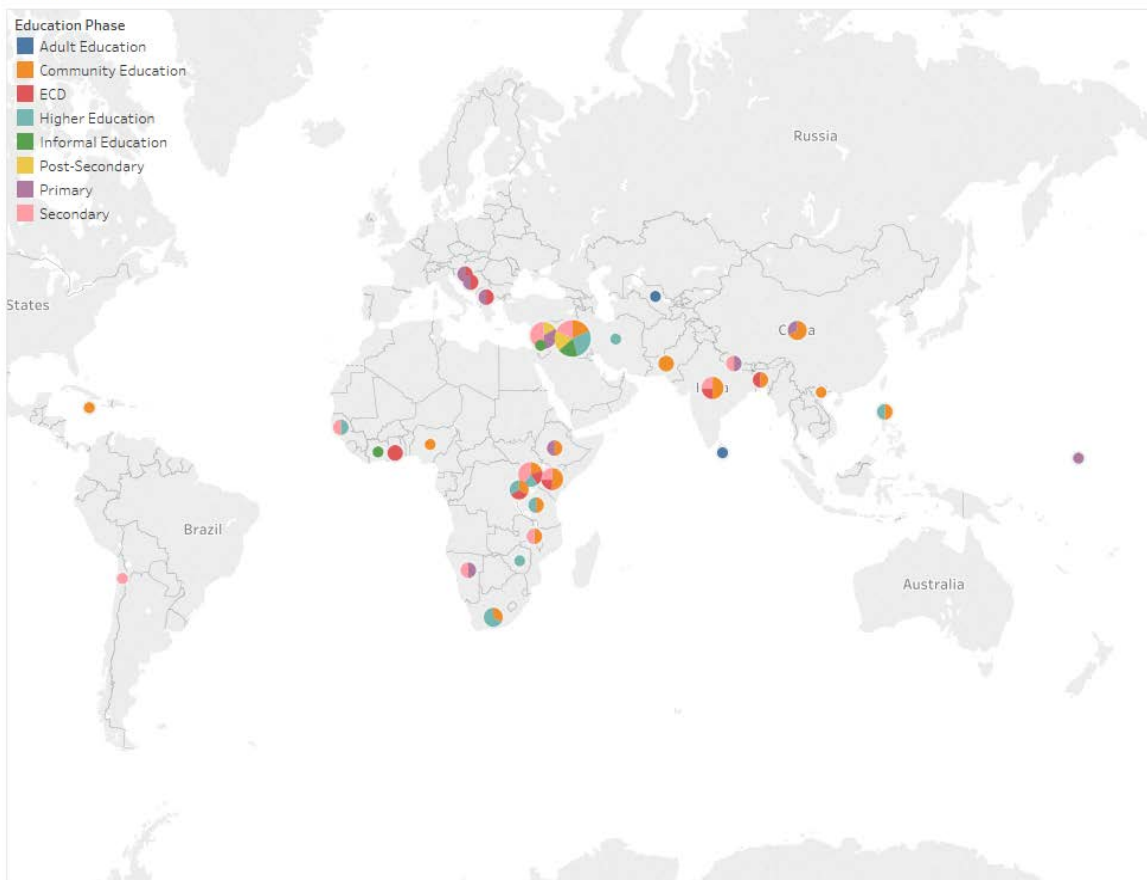 Education Phase
Adult Education
Community Education
ECD
Higher Education
Informal Education
Post-Secondary
Primary
Secondary
Russia
States
Brazil
Australia